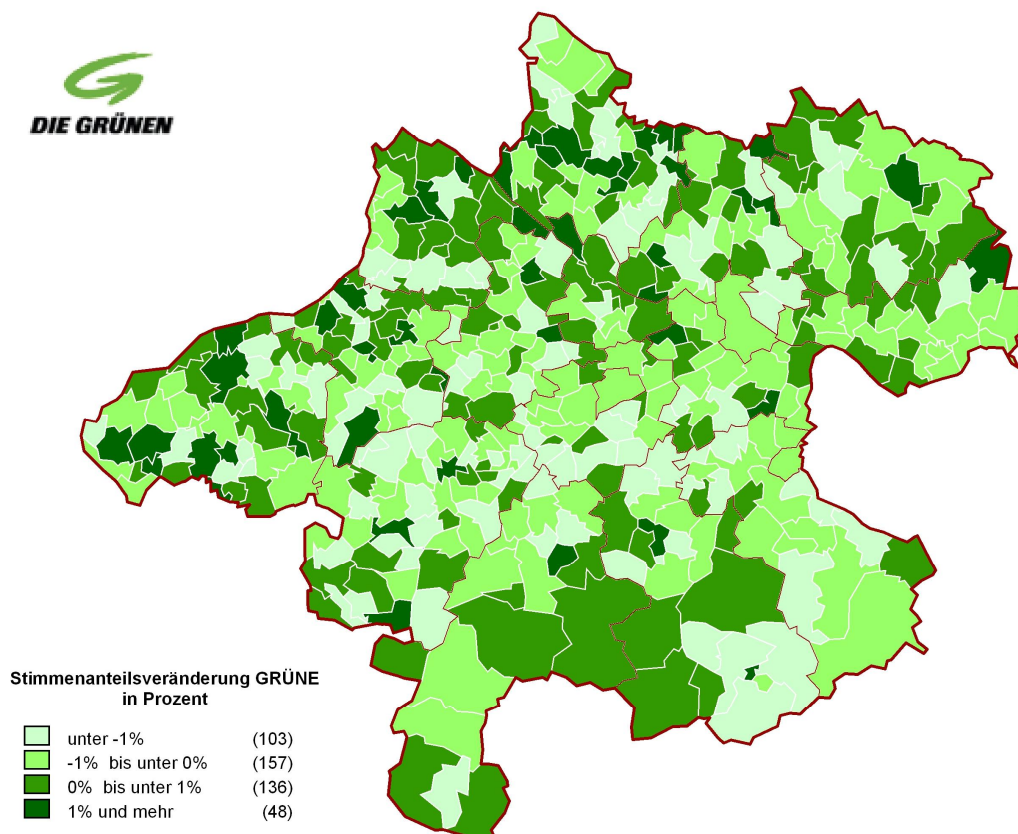 DIE GRÜNEN
Stimmenanteilsveränderung GRÜNE
in Prozent
unter -1% (103)
-1% bis unter 0% (157)
0% bis unter 1% (136)
1% und mehr (48)